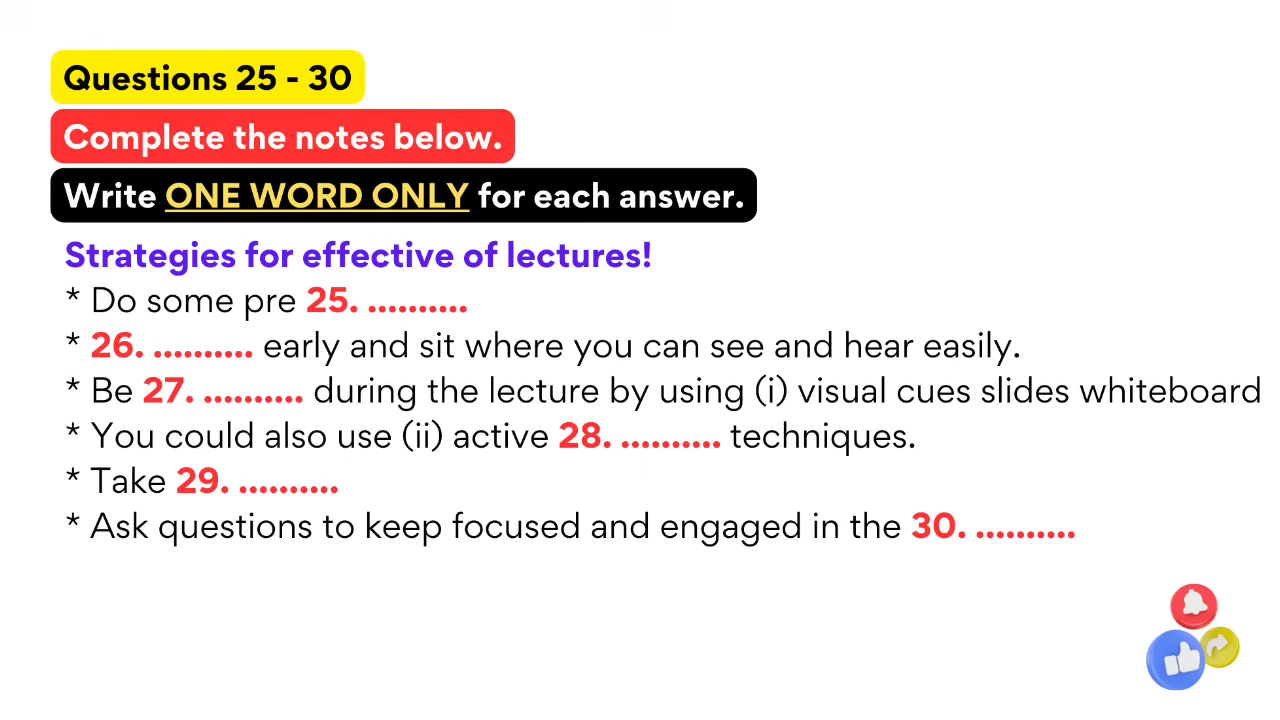 Questions 25 - 30
Complete the notes below.
Write ONE WORD ONLY for each answer.
Strategies for effective of lectures!
* Do some pre 25. ..........
* 26. .......... early and sit where you can see and hear easily.
* Be 27. .......... during the lecture by using (i) visual cues slides whiteboard
* You could also use (ii) active 28. .......... techniques.
* Take 29. ..........
* Ask questions to keep focused and engaged in the 30. ..........